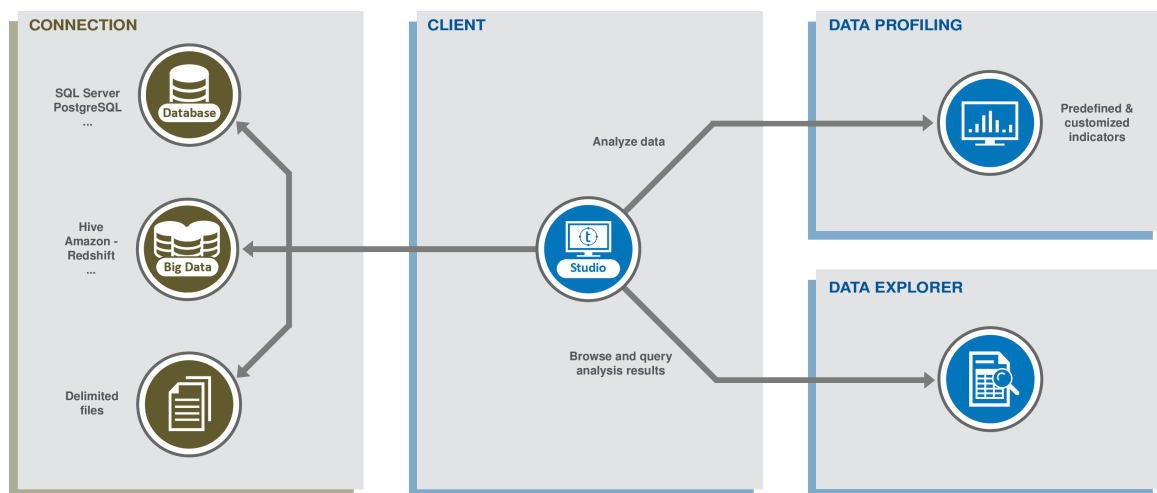 CONNECTION
SQL Server
PostgreSQL
...
Database
Hive
Amazon -
Redshift
...
Big Data
Delimited
files
CLIENT
Analyze data
t
Studio
Browse and query
analysis results
DATA PROFILING
Predefined &
customized
indicators
DATA EXPLORER